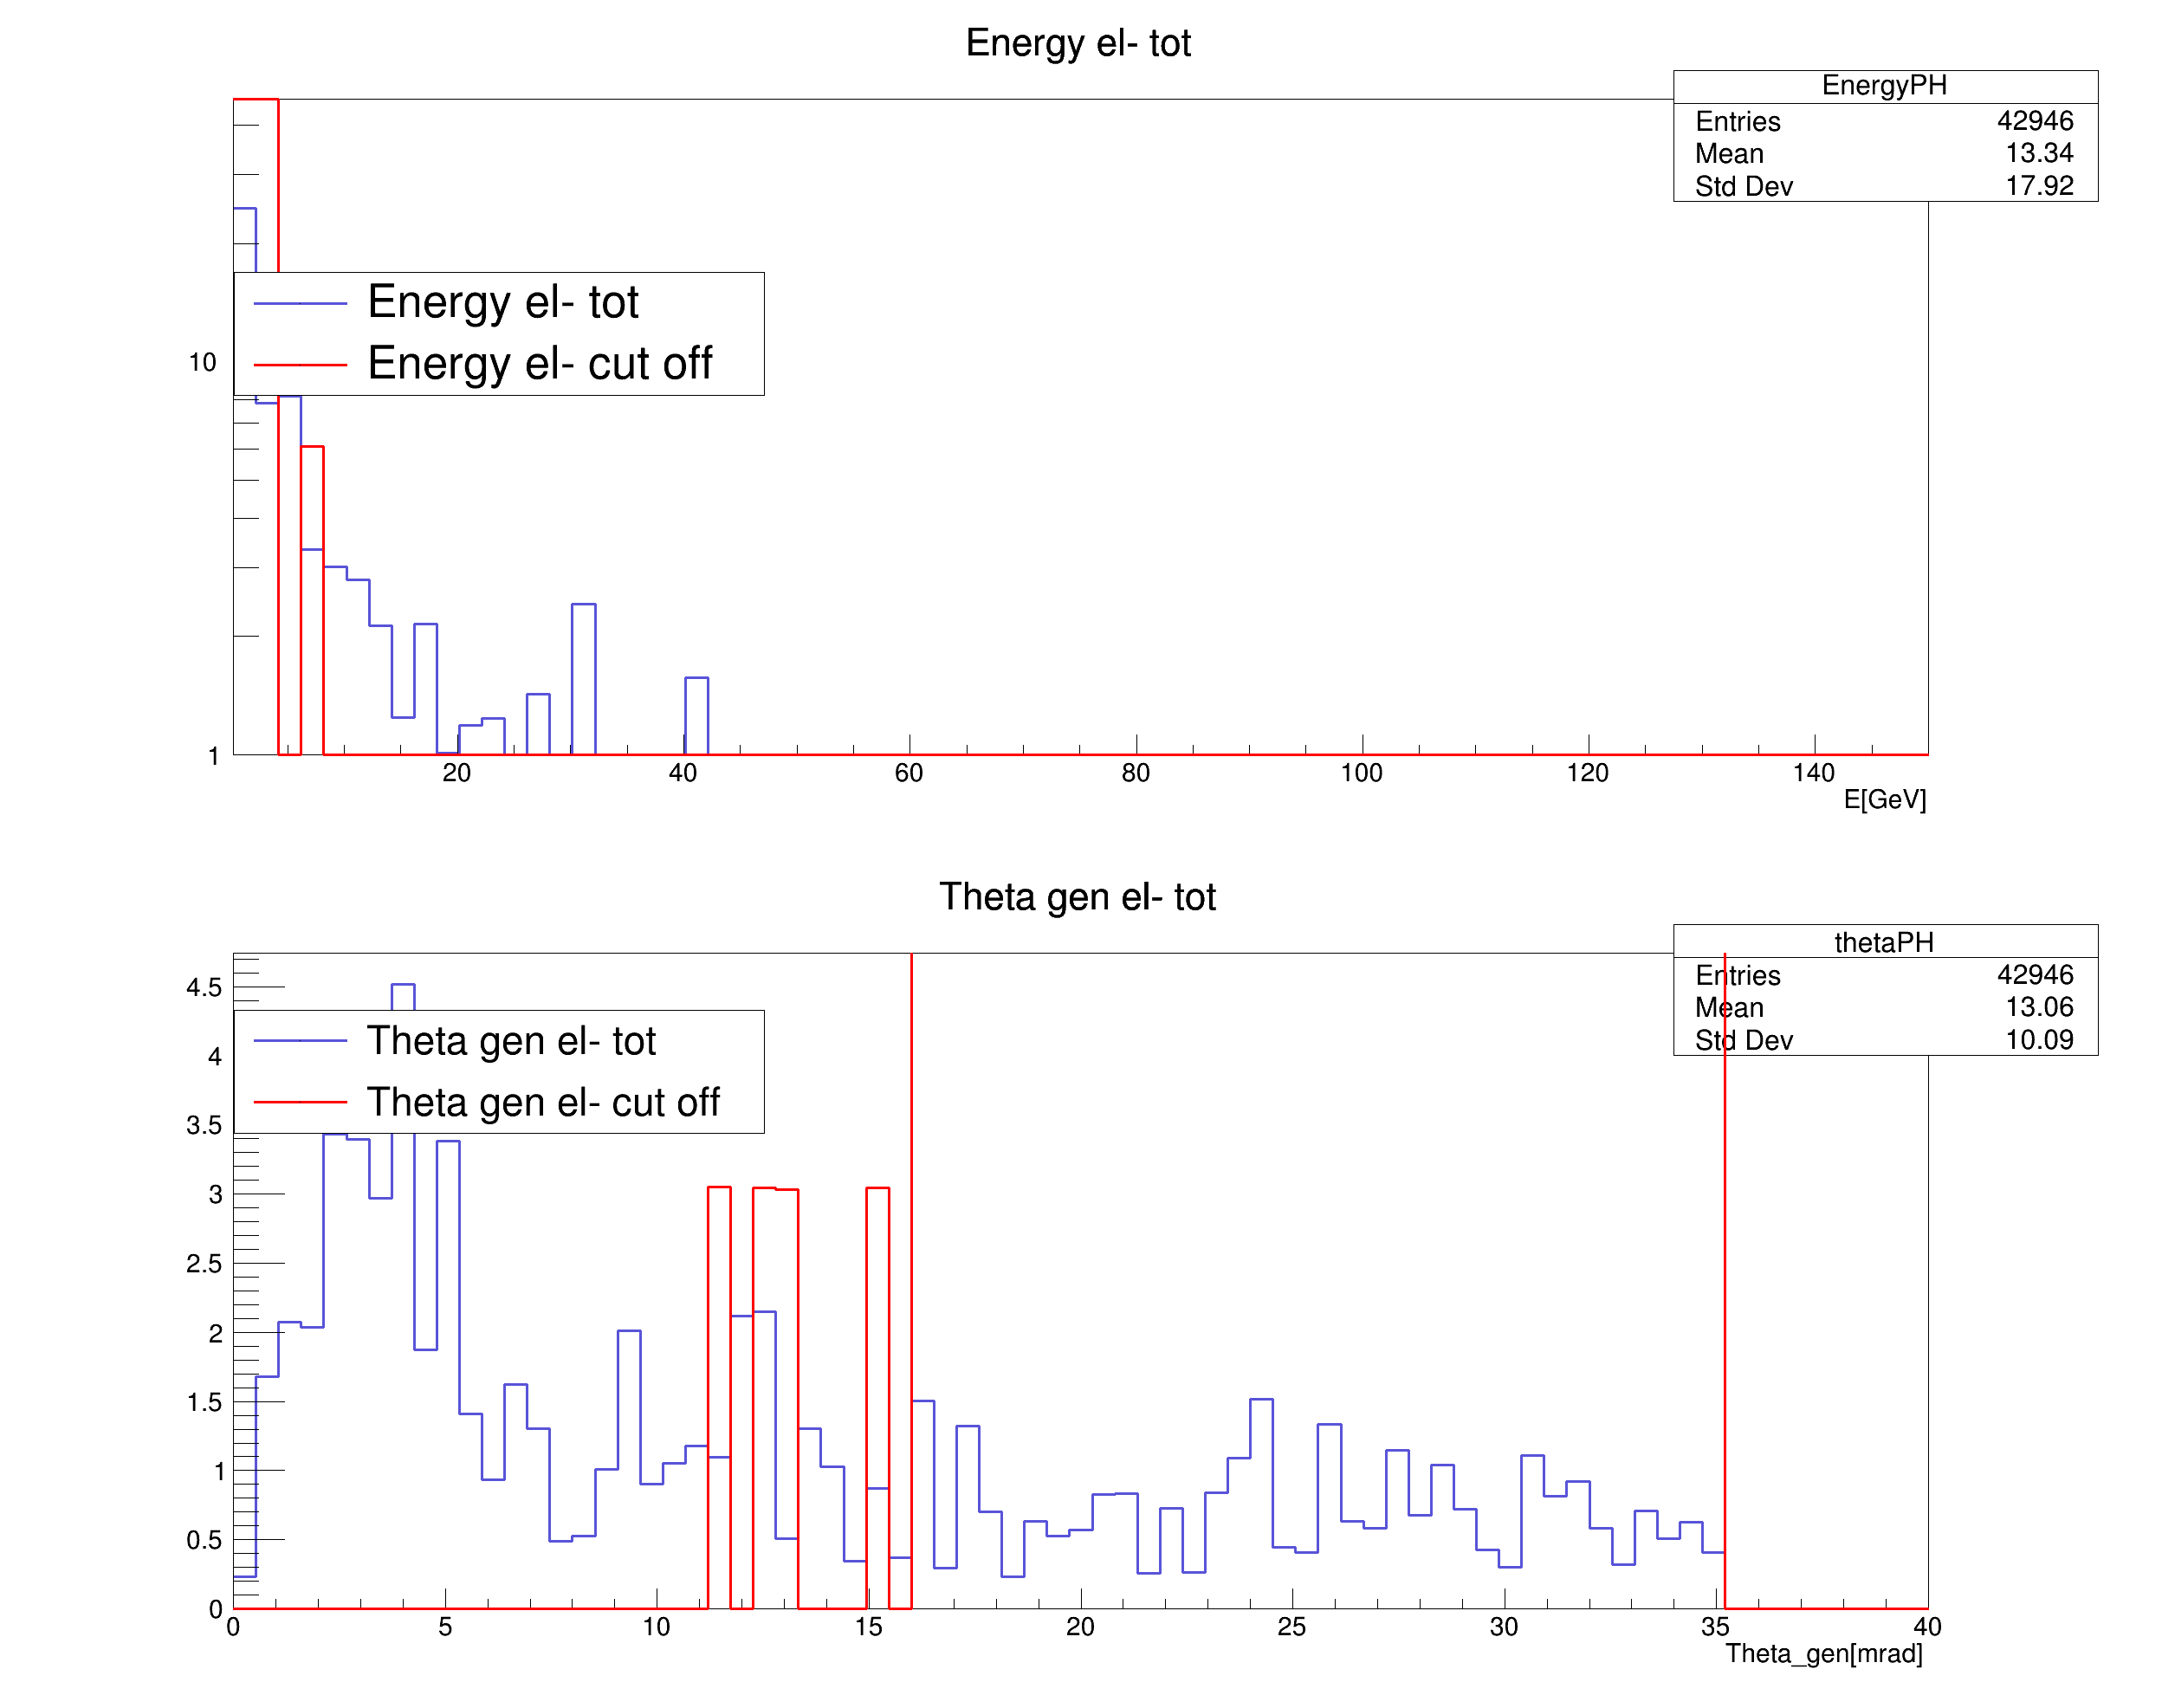 Energy el- tot
EnergyPH
Entries 42946
Mean 13.34
Std Dev 17.92
Energy el- tot
Energy el- cut off
10
1
20 40 60 80 100 120 140
E[GeV]
Theta gen el- tot
thetaPH
Entries 42946
Mean 13.06
Std Dev 10.09
Theta gen el- tot
Theta gen el- cut off
4.5
4
3.5
3
2.5
2
1.5
1
0.5
0
0 5 10 15 20 25 30 35 40
Theta_gen[mrad]